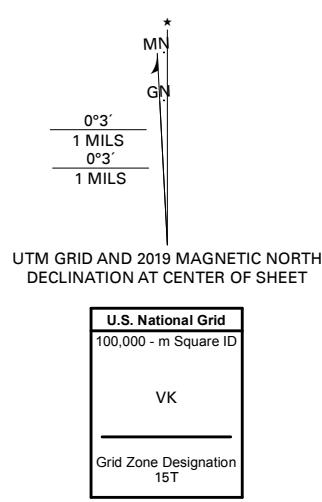 MN
GN
0°3´
1 MILS
0°3´
1 MILS
UTM GRID AND 2019 MAGNETIC NORTH
DECLINATION AT CENTER OF SHEET
U.S. National Grid
100,000 - m Square ID
VK
Grid Zone Designation
15T